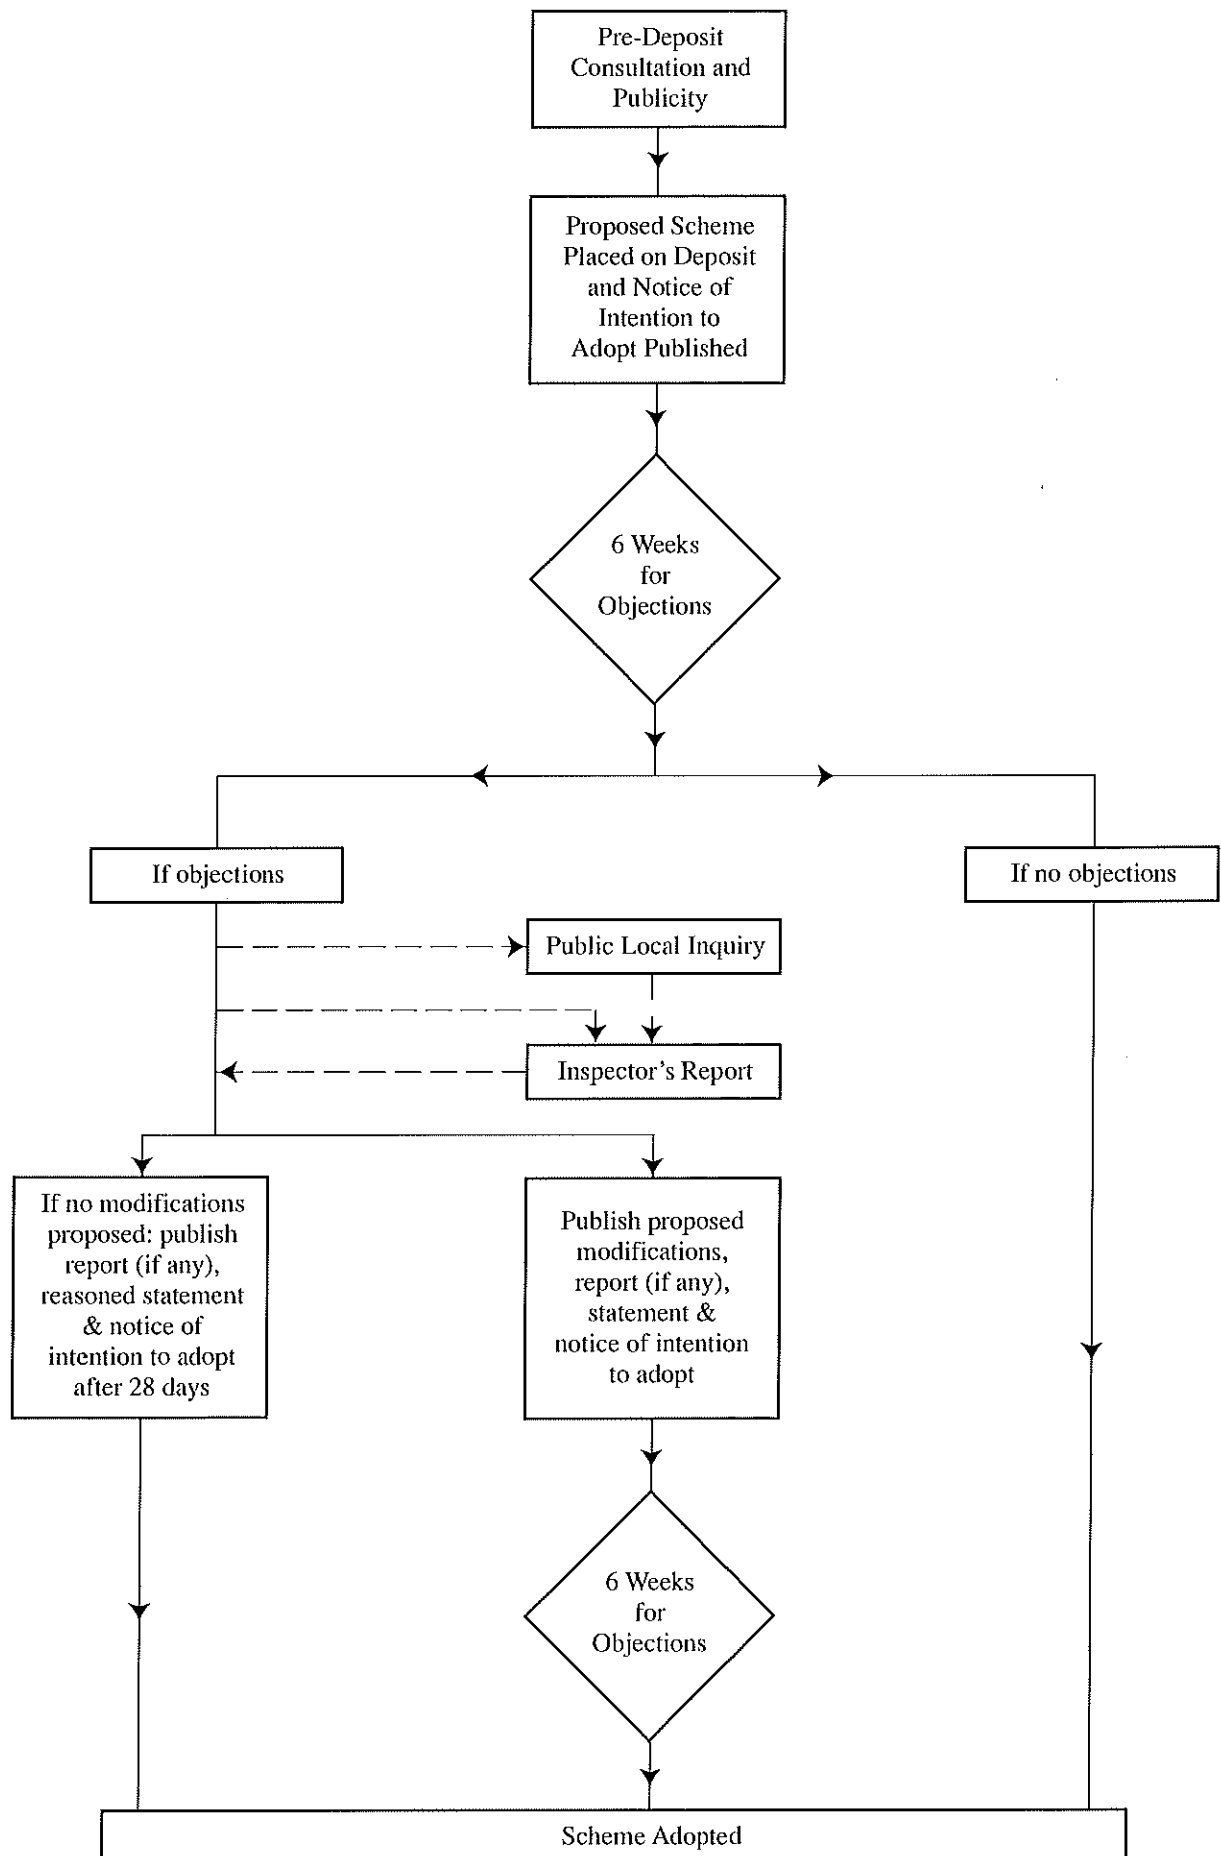 Pre-Deposit
Consultation and
Publicity
Proposed Scheme
Placed on Deposit
and Notice of
Intention to
Adopt Published
6 Weeks
for
Objections
If objections
If no objections
Public Local Inquiry
Inspector's Report
If no modifications
proposed: publish
report (if any),
reasoned statement
& notice of
intention to adopt
after 28 days
Publish proposed
modifications,
report (if any),
statement &
notice of intention
to adopt
6 Weeks
for
Objections
Scheme Adopted